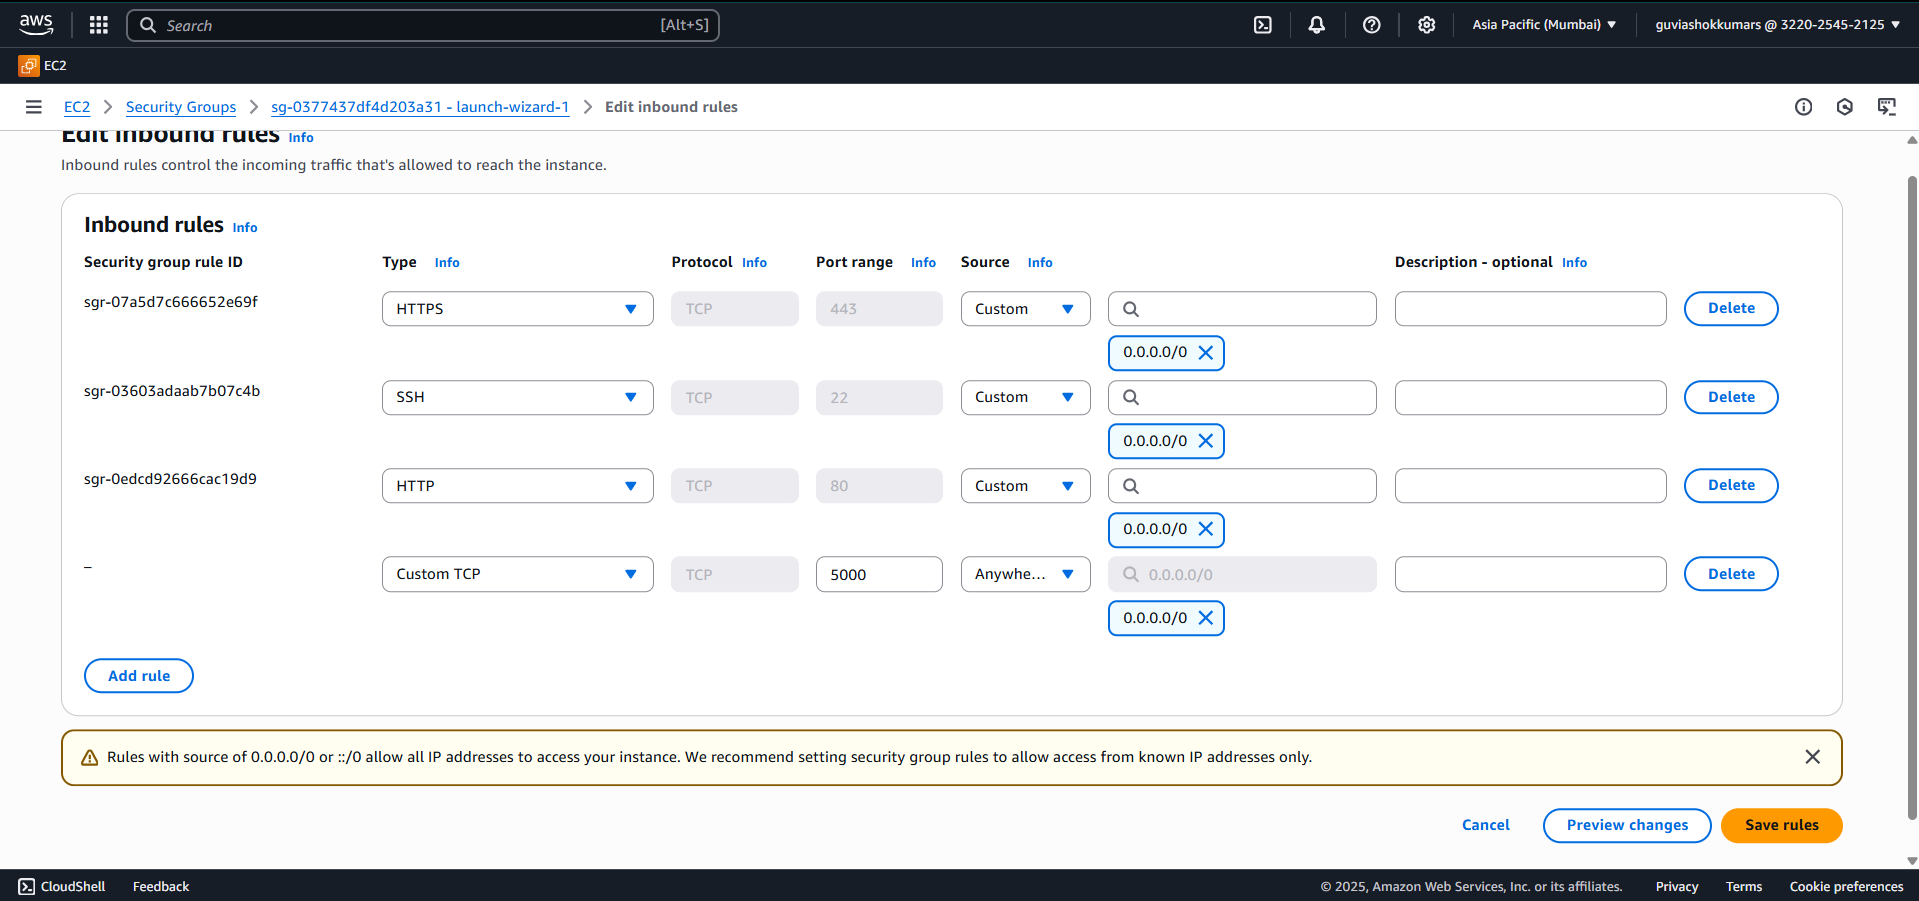 aws
Search [Alt+S]
Asia Pacific (Mumbai)
guviashokkumars @ 3220-2545-2125
EC2
EC2 Security Groups sg-0377437df4d203a31 - launch-wizard-1 Edit inbound rules
Edit inbound rules Info
Inbound rules control the incoming traffic that's allowed to reach the instance.
Inbound rules Info
Security group rule ID Type Info Protocol Info Port range Info Source Info Description - optional Info
sgr-07a5d7c666652e69f HTTPS TCP 443 Custom Delete
0.0.0.0/0
sgr-03603adaab7b07c4b SSH TCP 22 Custom Delete
0.0.0.0/0
sgr-0edcd92666cac19d9 HTTP TCP 80 Custom Delete
0.0.0.0/0
– Custom TCP TCP 5000 Anywhe... 0.0.0.0/0 Delete
0.0.0.0/0
Add rule
Rules with source of 0.0.0.0/0 or ::/0 allow all IP addresses to access your instance. We recommend setting security group rules to allow access from known IP addresses only.
Cancel Preview changes Save rules
CloudShell Feedback © 2025, Amazon Web Services, Inc. or its affiliates. Privacy Terms Cookie preferences